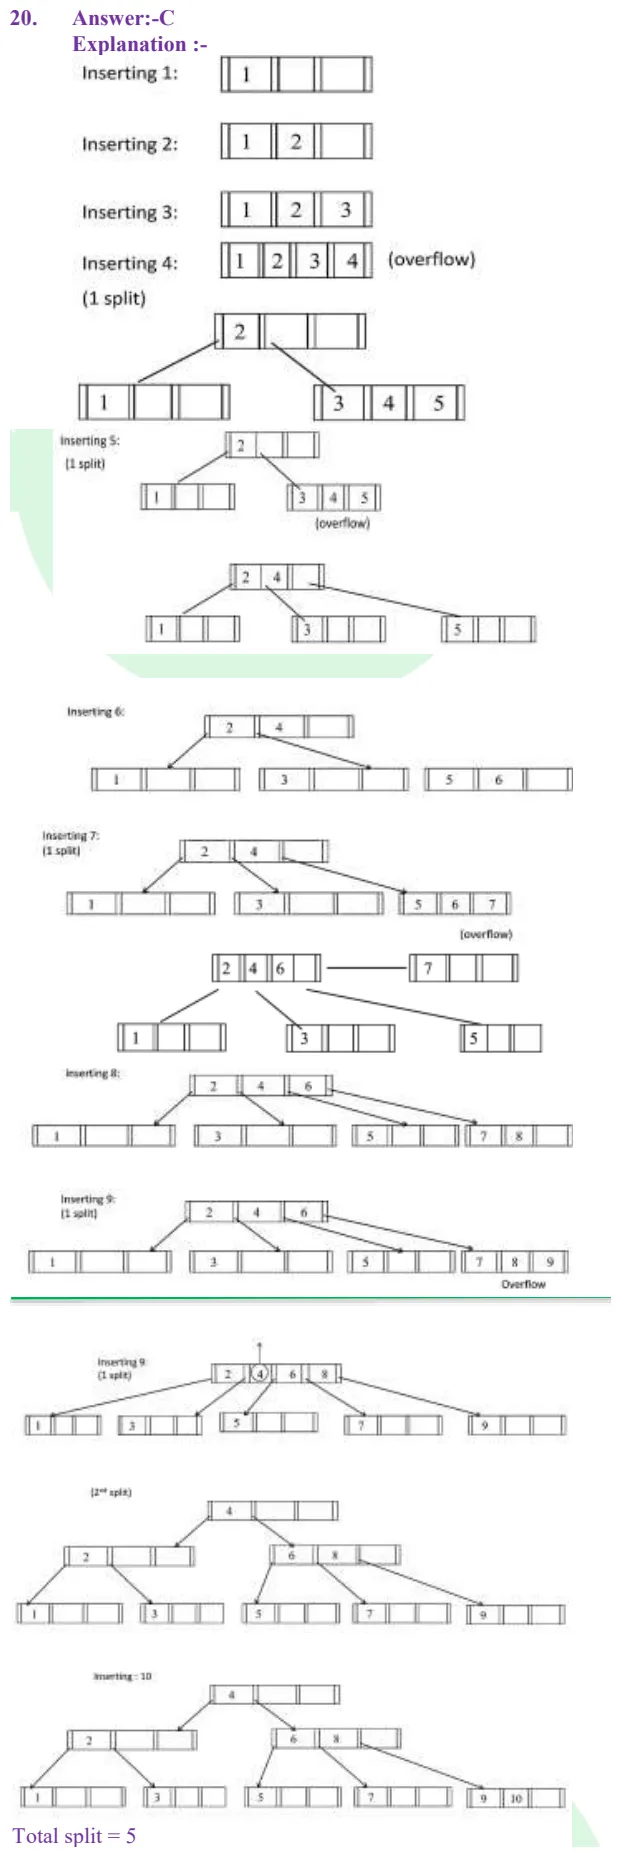 20. Answer:-C
Explanation :-
Inserting 1: 1
Inserting 2: 1 2
Inserting 3: 1 2 3
Inserting 4: 1 2 3 4 (overflow)
(1 split)
2
1 3 4 5
Inserting 5: 2
(1 split)
1 3 4 5
(overflow)
2 4
1 3 5
Inserting 6:
2 4
1 3 5 6
Inserting 7:
(1 split) 2 4
1 3 5 6 7
(overflow)
2 4 6 7
1 3 5
Inserting 8:
2 4 6
1 3 5 7 8
Inserting 9:
(1 split) 2 4 6
1 3 5 7 8 9
Overflow
Inserting 9
(1 split) 2 4 6 8
1 3 5 7 9
(2nd split)
4
2 6 8
1 3 5 7 9
Inserting : 10
4
2 6 8
1 3 5 7 9 10
Total split = 5